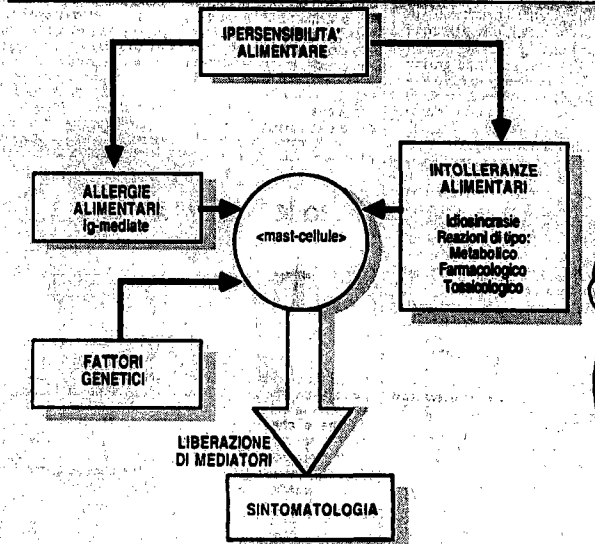 IPERSENSIBILITA'
ALIMENTARE
ALLERGIE
ALIMENTARI
Ig-mediate
<mast-cellule>
INTOLLERANZE
ALIMENTARI
Idiosincrasie
Reazioni di tipo:
Metabolico
Farmacologico
Tossicologico
FATTORI
GENETICI
LIBERAZIONE
DI MEDIATORI
SINTOMATOLOGIA